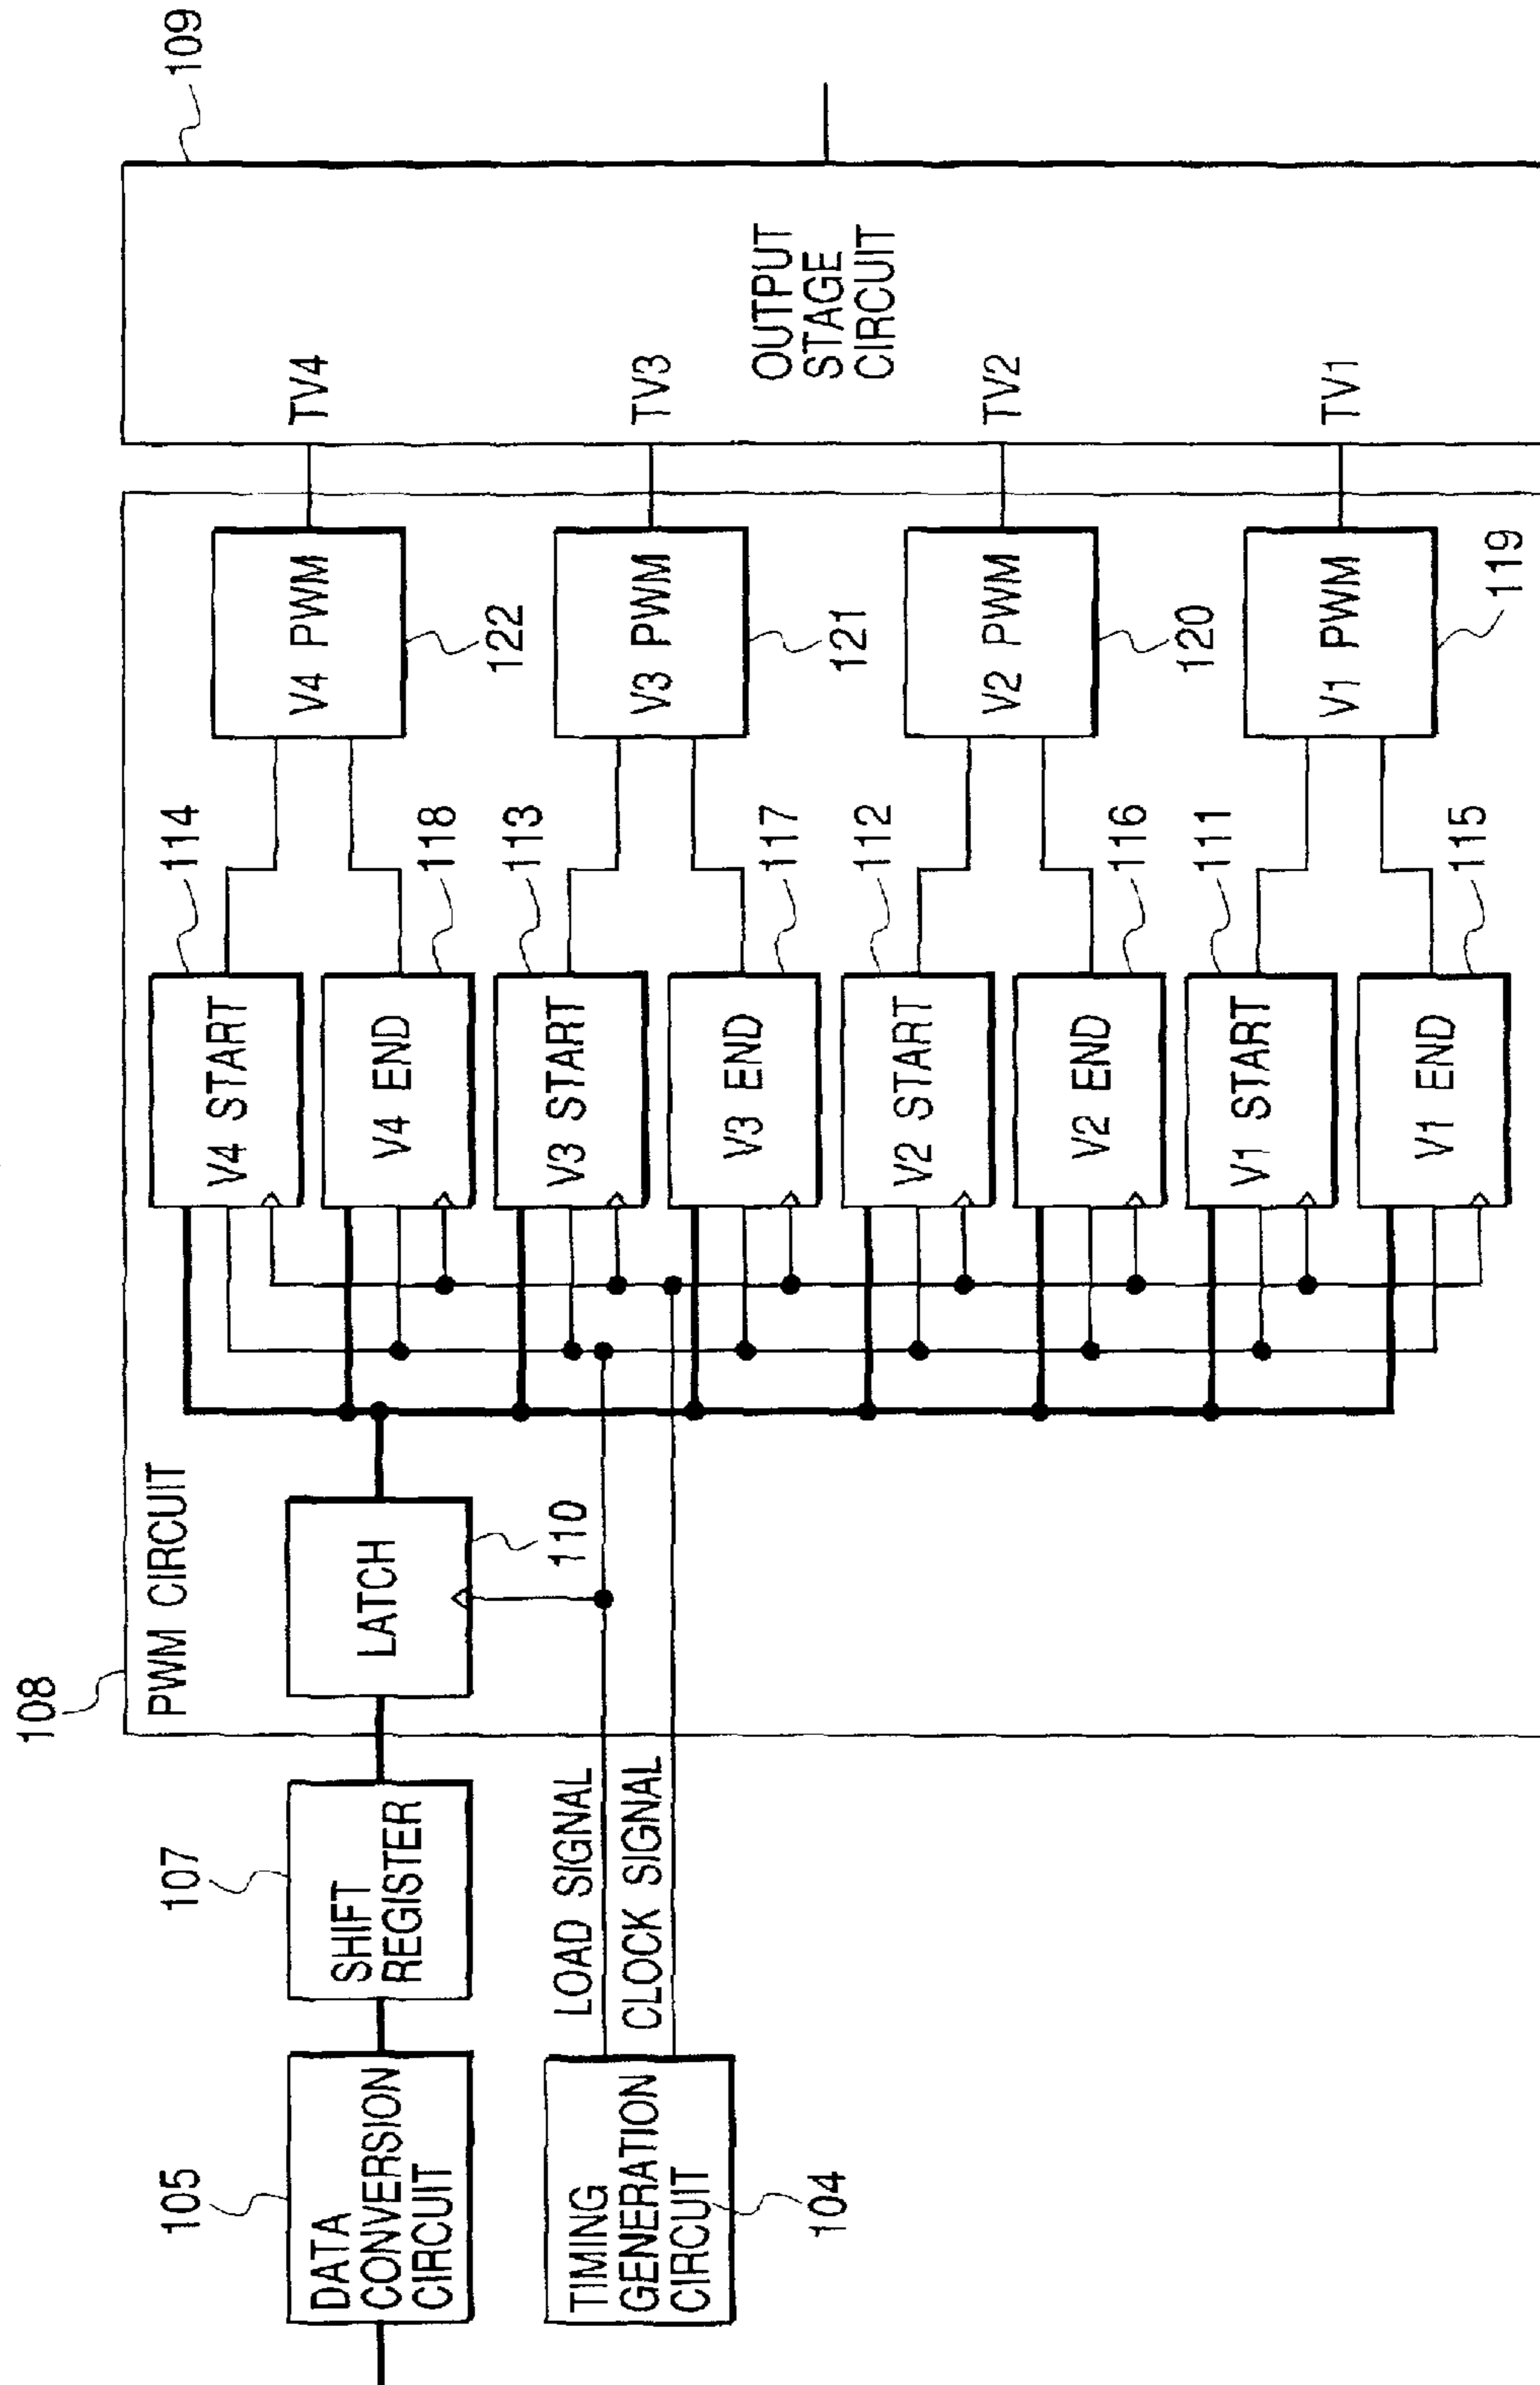 108
PWM CIRCUIT
105
DATA
CONVERSION
CIRCUIT
107
SHIFT
REGISTER
LATCH
110
TIMING
GENERATION
CIRCUIT
104
LOAD SIGNAL
CLOCK SIGNAL
V4 START
114
V4 END
118
V3 START
113
V3 END
117
V2 START
112
V2 END
116
V1 START
111
V1 END
115
V4 PWM
122
V3 PWM
121
V2 PWM
120
V1 PWM
119
109
TV4
TV3
TV2
TV1
OUTPUT
STAGE
CIRCUIT